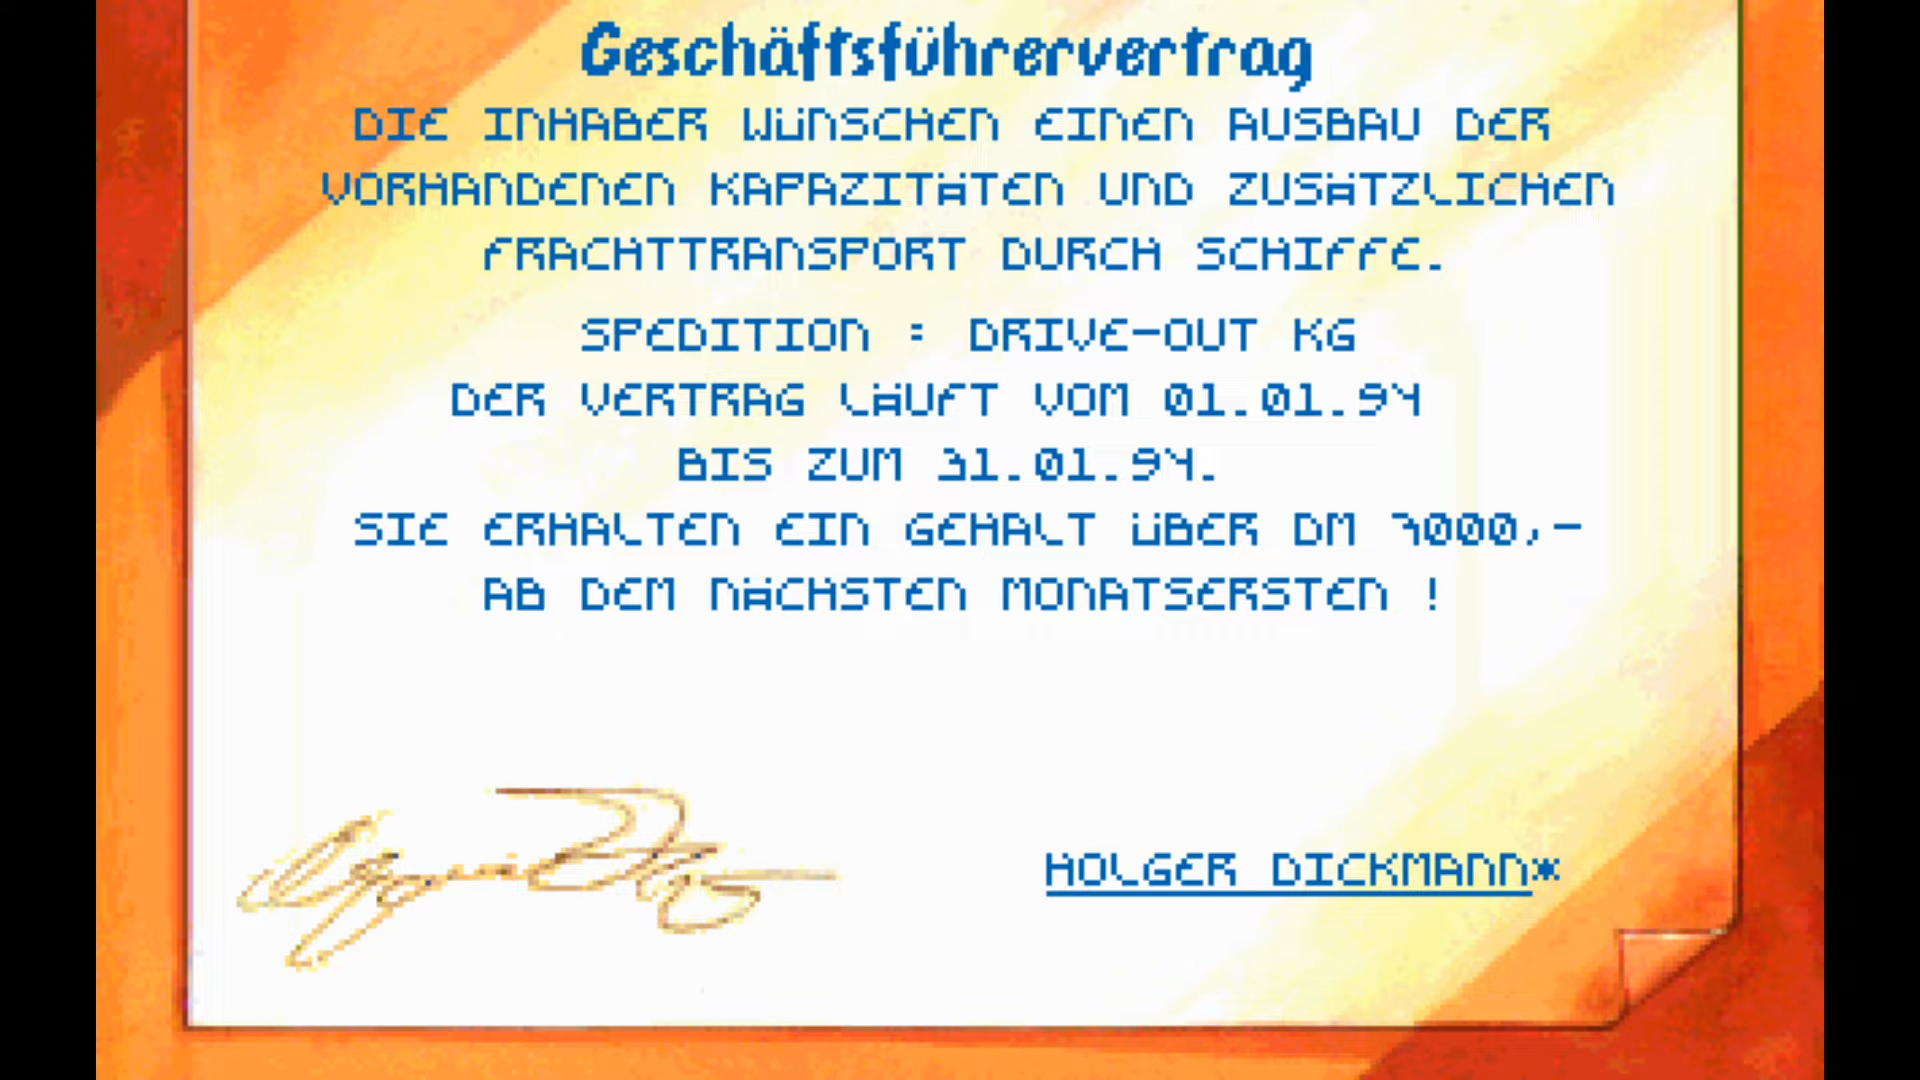 Geschäftsführervertrag
DIE INHABER WÜNSCHEN EINEN AUSBAU DER
VORHANDENEN KAPAZITÄTEN UND ZUSÄTZLICHEN
FRACHTTRANSPORT DURCH SCHIFFE.
SPEDITION : DRIVE-OUT KG
DER VERTRAG LÄUFT VOM 01.01.94
BIS ZUM 31.01.94.
SIE ERHALTEN EIN GEHALT ÜBER DM 7000,-
AB DEM NÄCHSTEN MONATSERSTEN !
HOLGER DICKMANN*